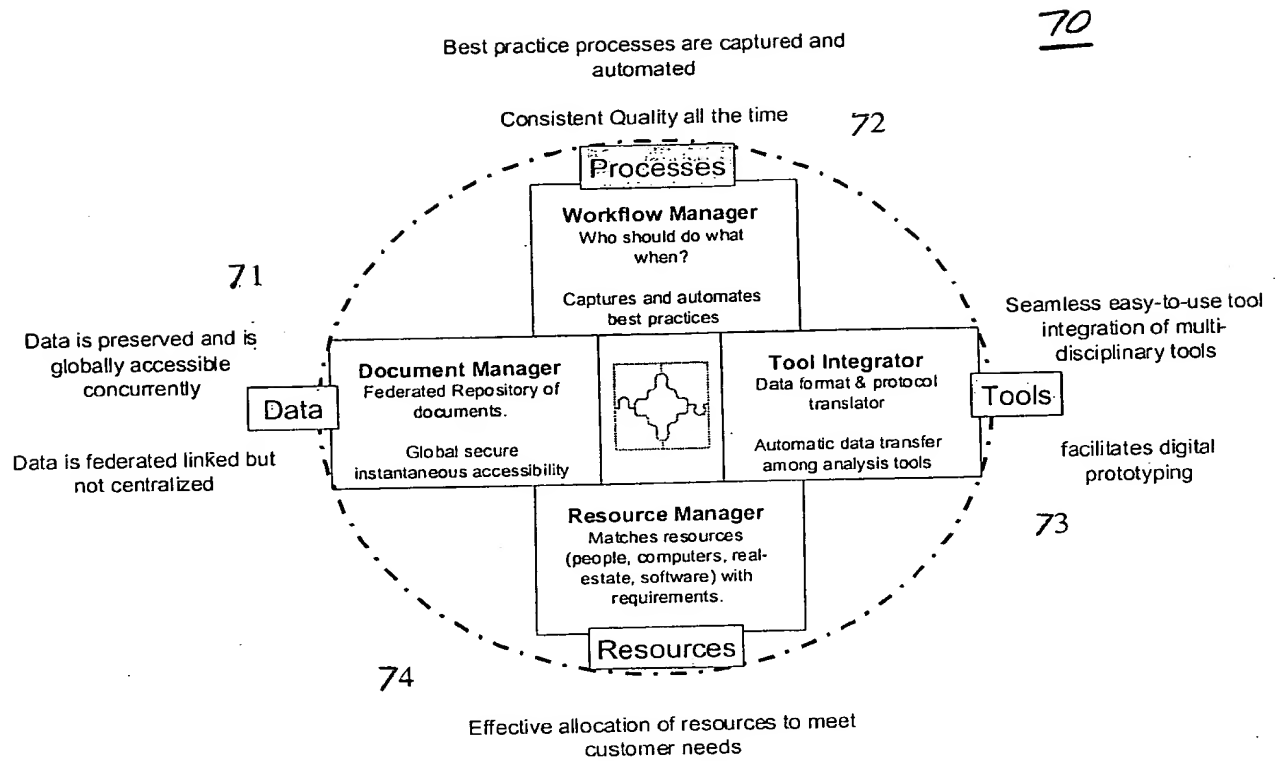 70
Best practice processes are captured and
automated
Consistent Quality all the time
72
Processes
Workflow Manager
Who should do what
when?
Captures and automates
best practices
71
Data is preserved and is
globally accessible
concurrently
Data
Data is federated linked but
not centralized
Document Manager
Federated Repository of
documents.
Global secure
instantaneous accessibility
Tool Integrator
Data format & protocol
translator
Automatic data transfer
among analysis tools
Tools
Seamless easy-to-use tool
integration of multi-
disciplinary tools
facilitates digital
prototyping
73
Resource Manager
Matches resources
(people, computers, real-
estate, software) with
requirements.
Resources
74
Effective allocation of resources to meet
customer needs